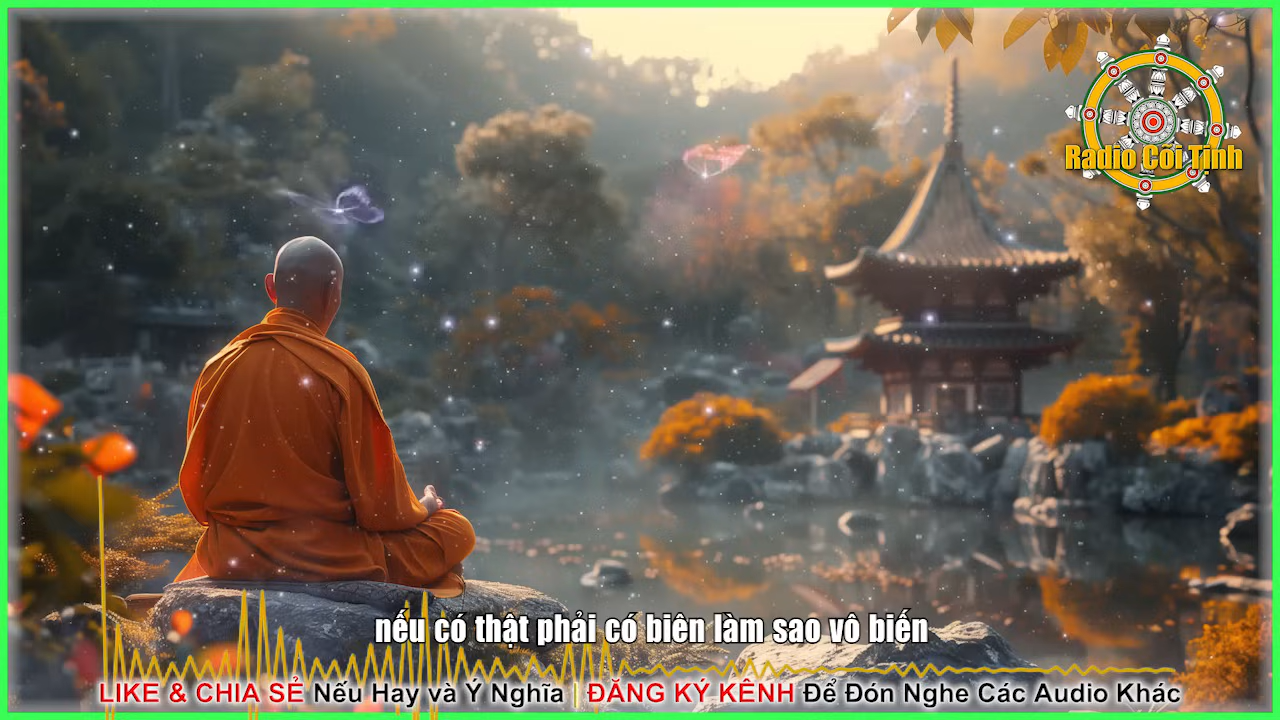 Radio Cõi Tịnh
nếu có thật phải có biên làm sao vô biến
LIKE & CHIA SẺ Nếu Hay và Ý Nghĩa | ĐĂNG KÝ KÊNH Để Đón Nghe Các Audio Khác